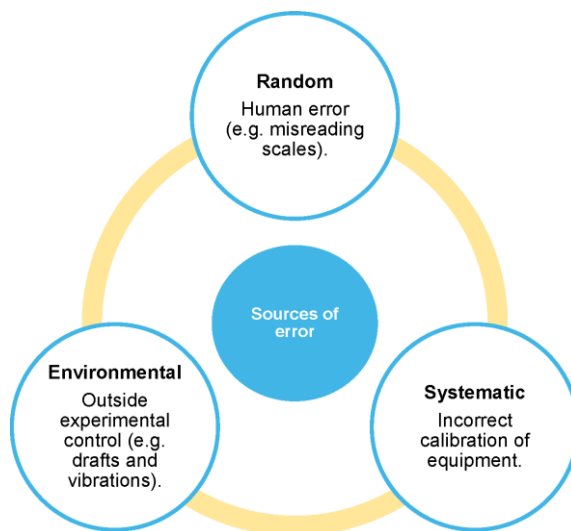 Random
Human error
(e.g. misreading
scales).
Sources of
error
Environmental
Outside
experimental
control (e.g.
drafts and
vibrations).
Systematic
Incorrect
calibration of
equipment.